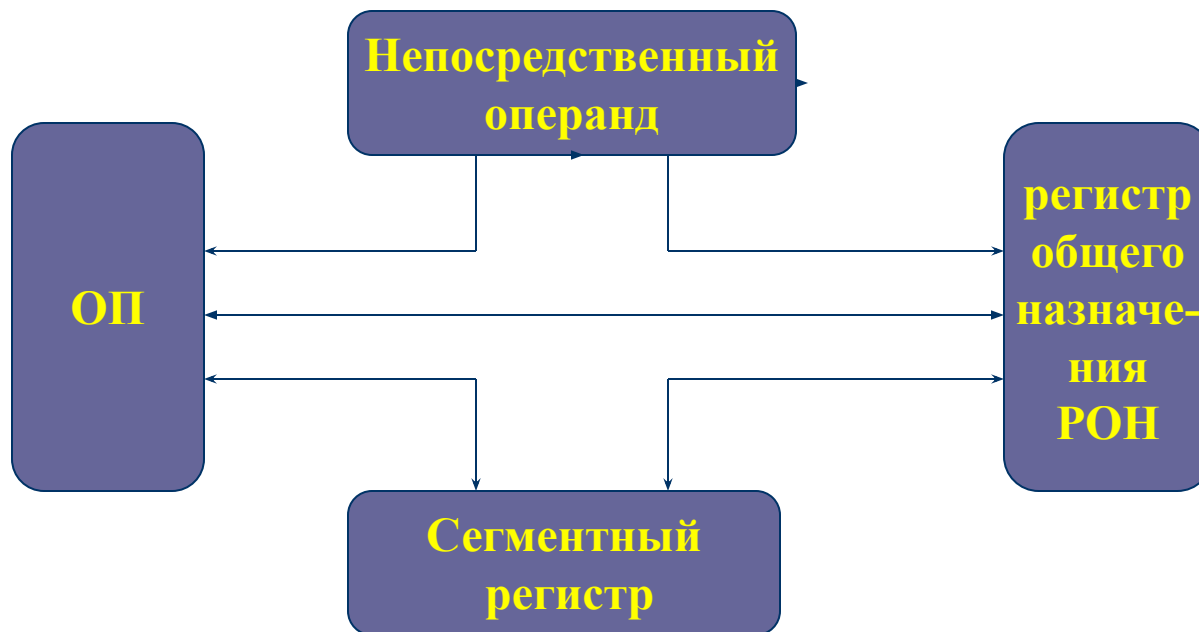 Непосредственный
операнд
ОП
регистр
общего
назначе-
ния
РОН
Сегментный
регистр